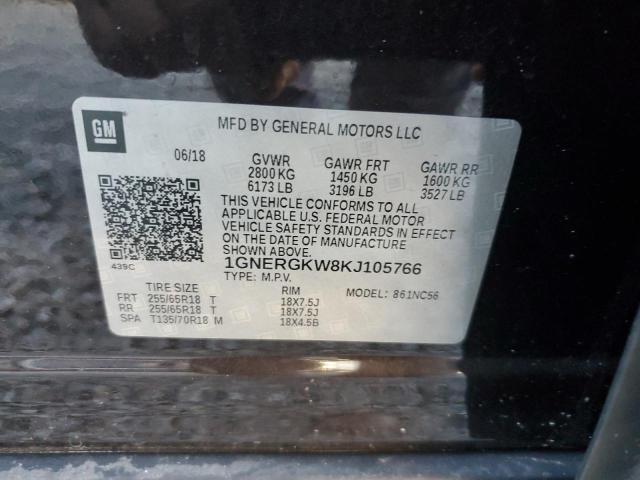 GM
MFD BY GENERAL MOTORS LLC
06/18 GVWR GAWR FRT GAWR RR
2800 KG 1450 KG 1600 KG
6173 LB 3196 LB 3527 LB
THIS VEHICLE CONFORMS TO ALL
APPLICABLE U.S. FEDERAL MOTOR
VEHICLE SAFETY STANDARDS IN EFFECT
ON THE DATE OF MANUFACTURE
SHOWN ABOVE.
439C
1GNERGKW8KJ105766
TYPE: M.P.V.
MODEL: 861NC56
TIRE SIZE RIM
FRT 255/65R18 T 18X7.5J
RR 255/65R18 T 18X7.5J
SPA T135/70R18 M 18X4.5B